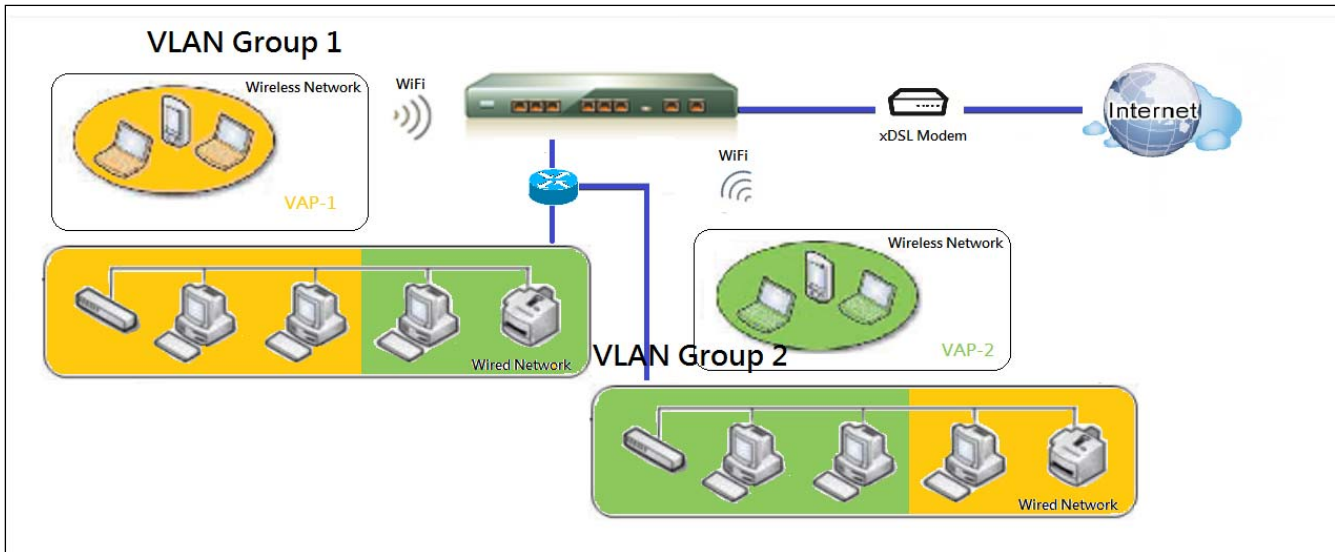 VLAN Group 1
Wireless Network
WiFi
VAP-1
xDSL Modem
Internet
WiFi
Wireless Network
VAP-2
Wired Network
VLAN Group 2
Wired Network